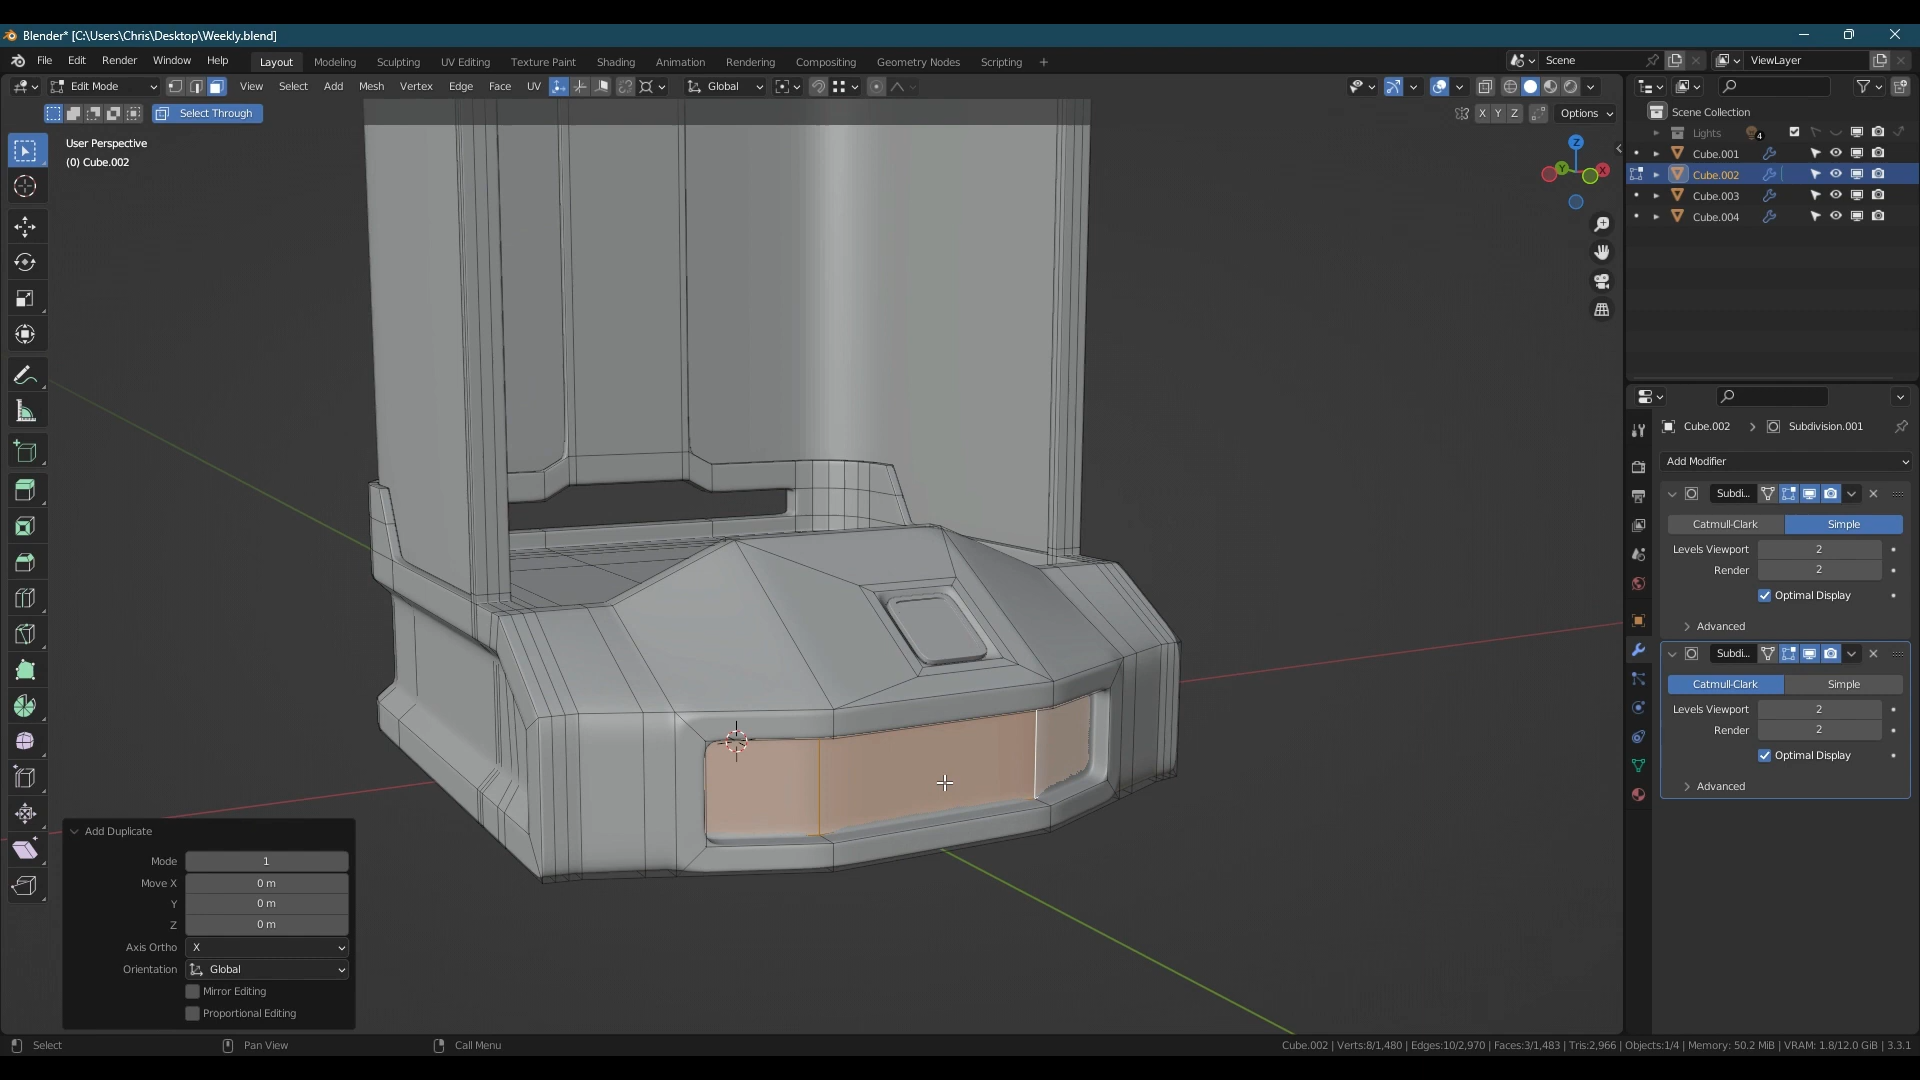 Blender* [C:\Users\Chris\Desktop\Weekly.blend]
File Edit Render Window Help Layout Modeling Sculpting UV Editing Texture Paint Shading Animation Rendering Compositing Geometry Nodes Scripting + Scene ViewLayer
Edit Mode View Select Add Mesh Vertex Edge Face UV Global
Select Through X Y Z Options
User Perspective
(0) Cube.002
Z
Y X
Scene Collection
Lights 4
Cube.001
Cube.002
Cube.003
Cube.004
Cube.002 > Subdivision.001
Add Modifier
Subdi...
Catmull-Clark Simple
Levels Viewport 2
Render 2
Optimal Display
Advanced
Subdi...
Catmull-Clark Simple
Levels Viewport 2
Render 2
Optimal Display
Advanced
Add Duplicate
Mode 1
Move X 0 m
Y 0 m
Z 0 m
Axis Ortho X
Orientation Global
Mirror Editing
Proportional Editing
Select Pan View Call Menu Cube.002 | Verts:8/1,480 | Edges:10/2,970 | Faces:3/1,483 | Tris:2,966 | Objects:1/4 | Memory: 50.2 MiB | VRAM: 1.8/12.0 GiB | 3.3.1